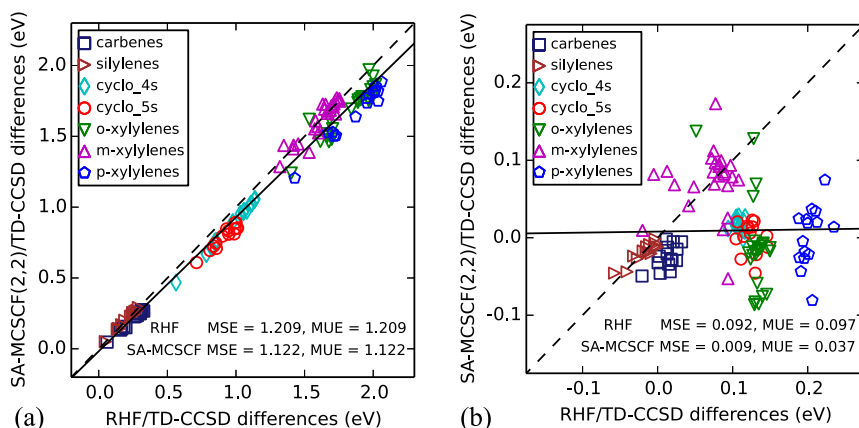 (a)
SA-MCSCF(2,2)/TD-CCSD differences (eV)
2.0
1.5
1.0
0.5
0.0
carbenes
silylenes
cyclo_4s
cyclo_5s
o-xylylenes
m-xylylenes
p-xylylenes
RHF MSE = 1.209, MUE = 1.209
SA-MCSCF MSE = 1.122, MUE = 1.122
0.0 0.5 1.0 1.5 2.0
RHF/TD-CCSD differences (eV)
(b)
SA-MCSCF(2,2)/TD-CCSD differences (eV)
0.2
0.1
0.0
-0.1
carbenes
silylenes
cyclo_4s
cyclo_5s
o-xylylenes
m-xylylenes
p-xylylenes
RHF MSE = 0.092, MUE = 0.097
SA-MCSCF MSE = 0.009, MUE = 0.037
-0.1 0.0 0.1 0.2
RHF/TD-CCSD differences (eV)